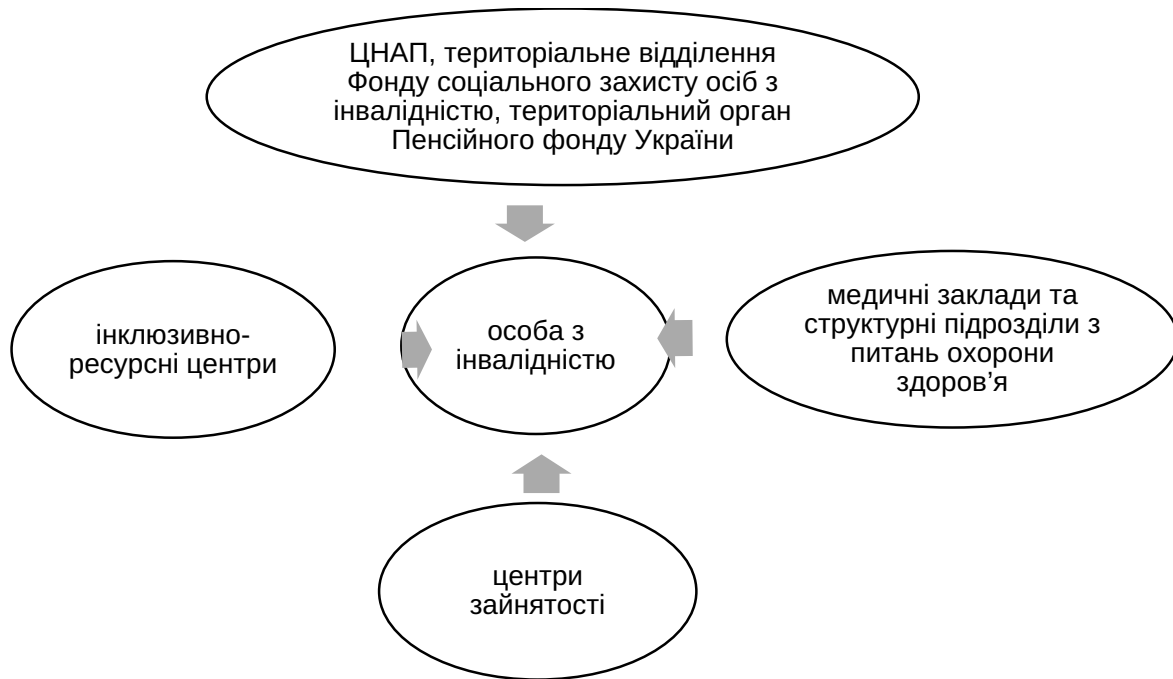 ЦНАП, територіальне відділення
Фонду соціального захисту осіб з
інвалідністю, територіальний орган
Пенсійного фонду України
інклюзивно-
ресурсні центри
особа з
інвалідністю
медичні заклади та
структурні підрозділи з
питань охорони
здоров’я
центри
зайнятості